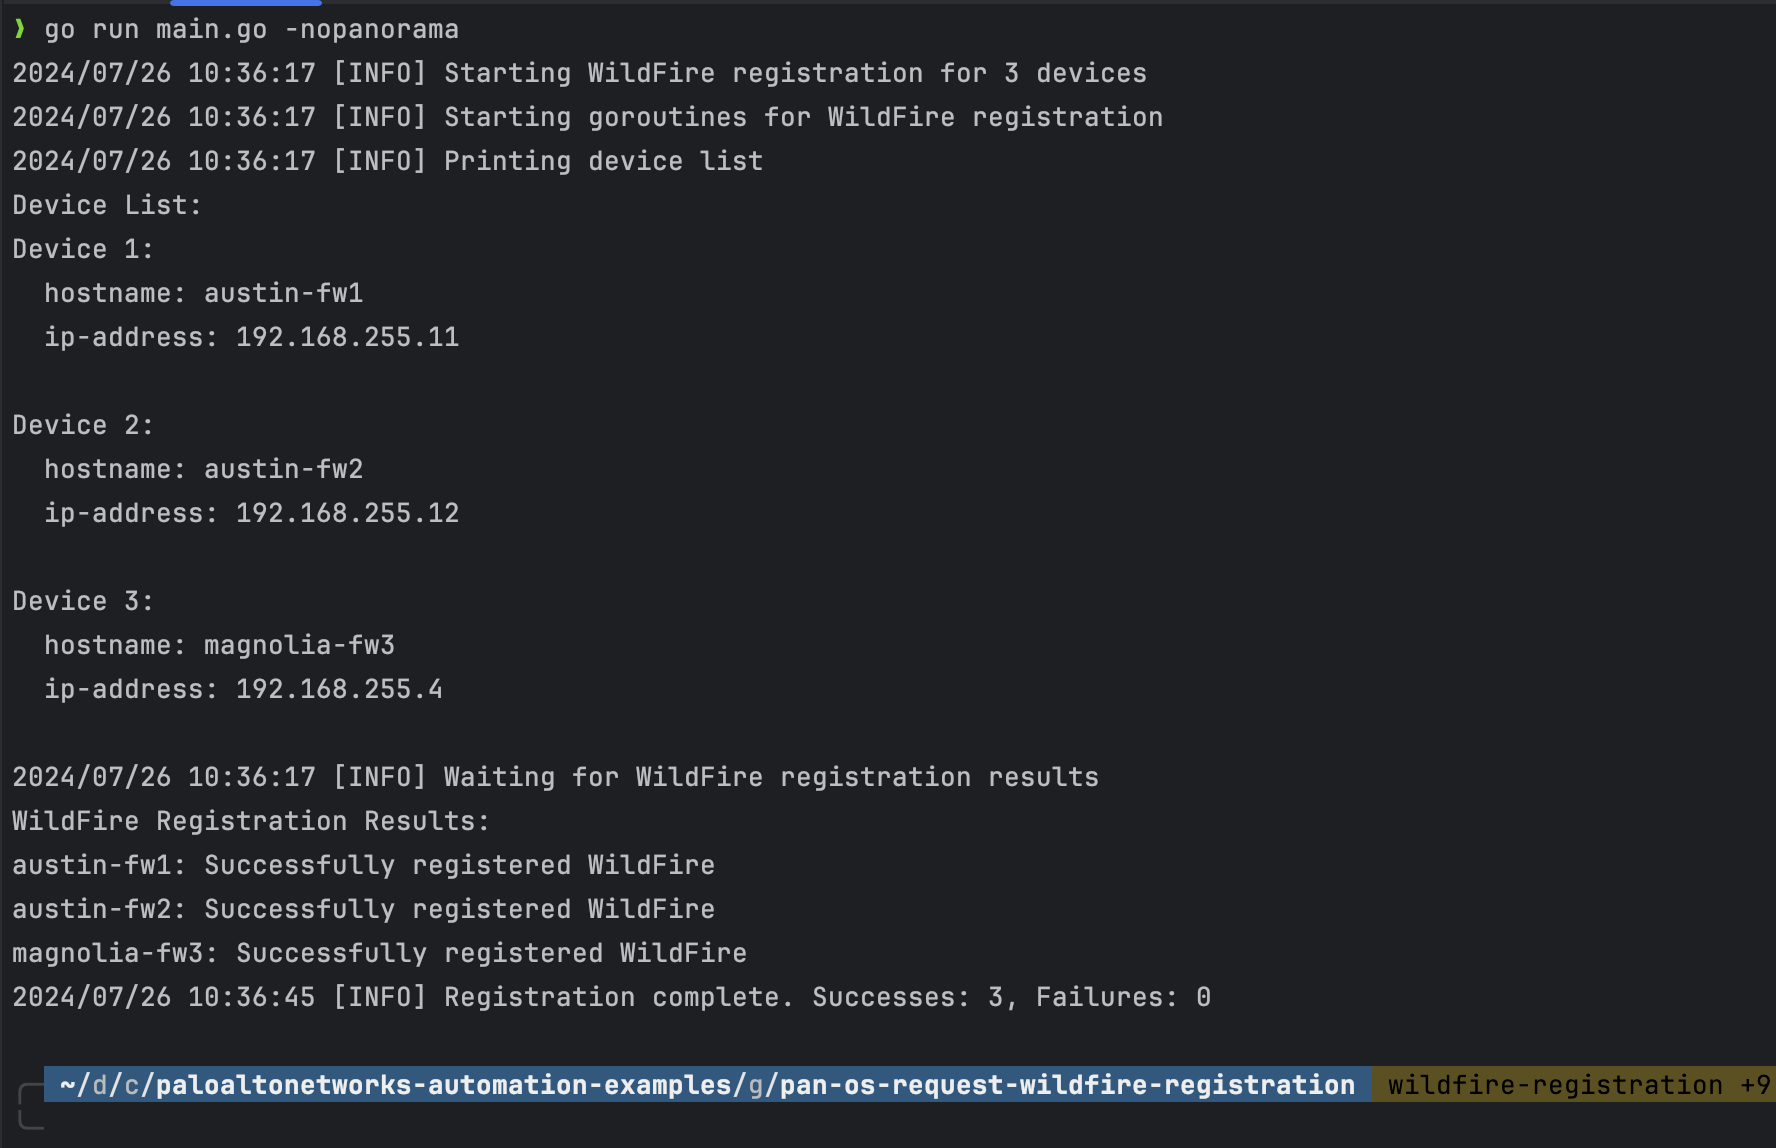 ❯ go run main.go -nopanorama
2024/07/26 10:36:17 [INFO] Starting WildFire registration for 3 devices
2024/07/26 10:36:17 [INFO] Starting goroutines for WildFire registration
2024/07/26 10:36:17 [INFO] Printing device list
Device List:
Device 1:
  hostname: austin-fw1
  ip-address: 192.168.255.11

Device 2:
  hostname: austin-fw2
  ip-address: 192.168.255.12

Device 3:
  hostname: magnolia-fw3
  ip-address: 192.168.255.4

2024/07/26 10:36:17 [INFO] Waiting for WildFire registration results
WildFire Registration Results:
austin-fw1: Successfully registered WildFire
austin-fw2: Successfully registered WildFire
magnolia-fw3: Successfully registered WildFire
2024/07/26 10:36:45 [INFO] Registration complete. Successes: 3, Failures: 0

~/d/c/paloaltonetworks-automation-examples/g/pan-os-request-wildfire-registration wildfire-registration +9